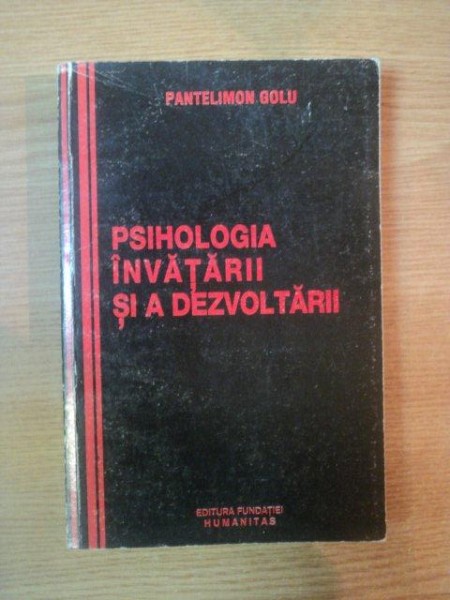 PANTELIMON GOLU
PSIHOLOGIA
ÎNVĂȚĂRII
ȘI A DEZVOLTĂRII
EDITURA FUNDAȚIEI
HUMANITAS